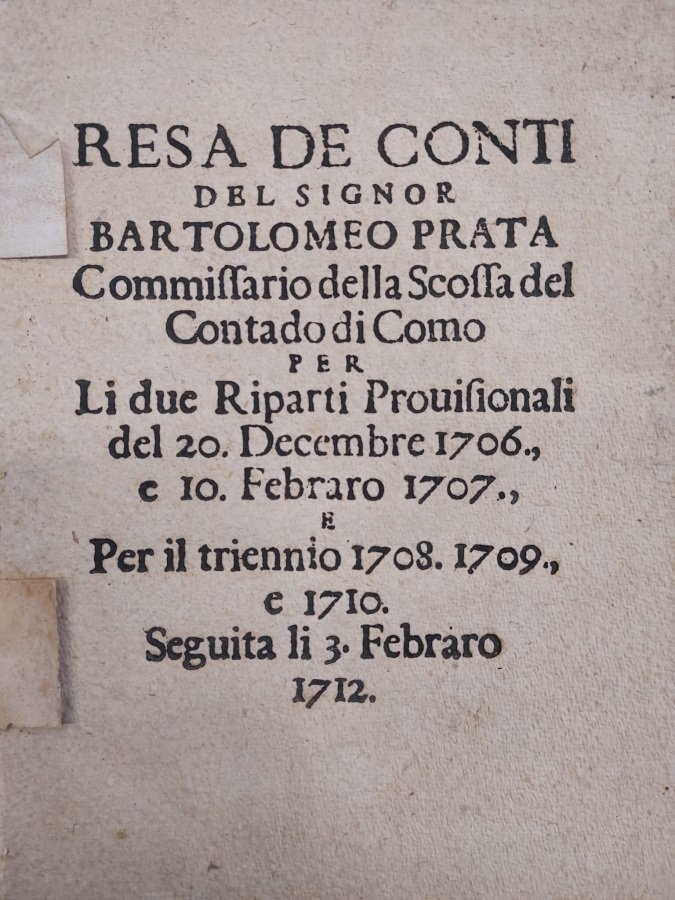 RESA DE CONTI
DEL SIGNOR
BARTOLOMEO PRATA
Commiſſario della Scoſſa del
Contado di Como
PER
Li due Riparti Prouiſionali
del 20. Decembre 1706.,
e 10. Febraro 1707.,
E
Per il triennio 1708. 1709.,
e 1710.
Seguita li 3. Febraro
1712.